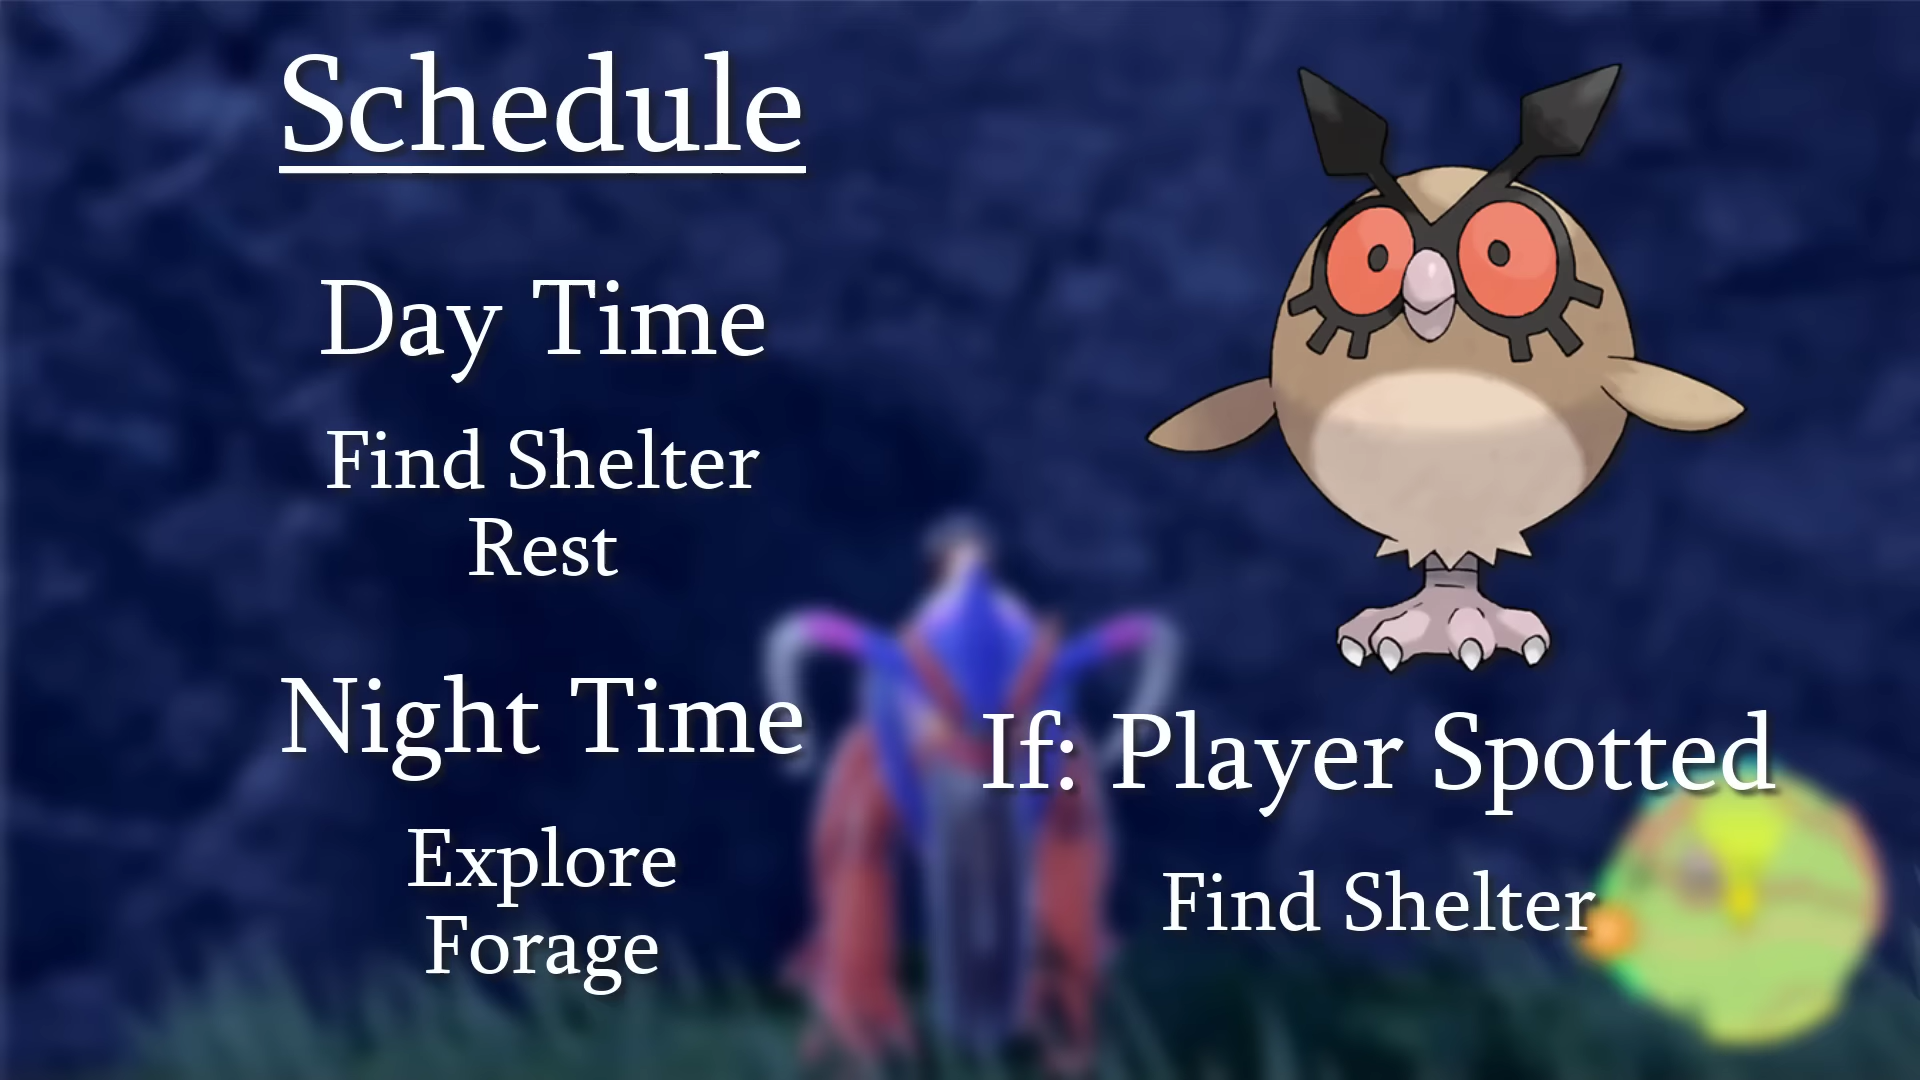 Schedule
Day Time
Find Shelter
Rest
Night Time
Explore
Forage
If: Player Spotted
Find Shelter